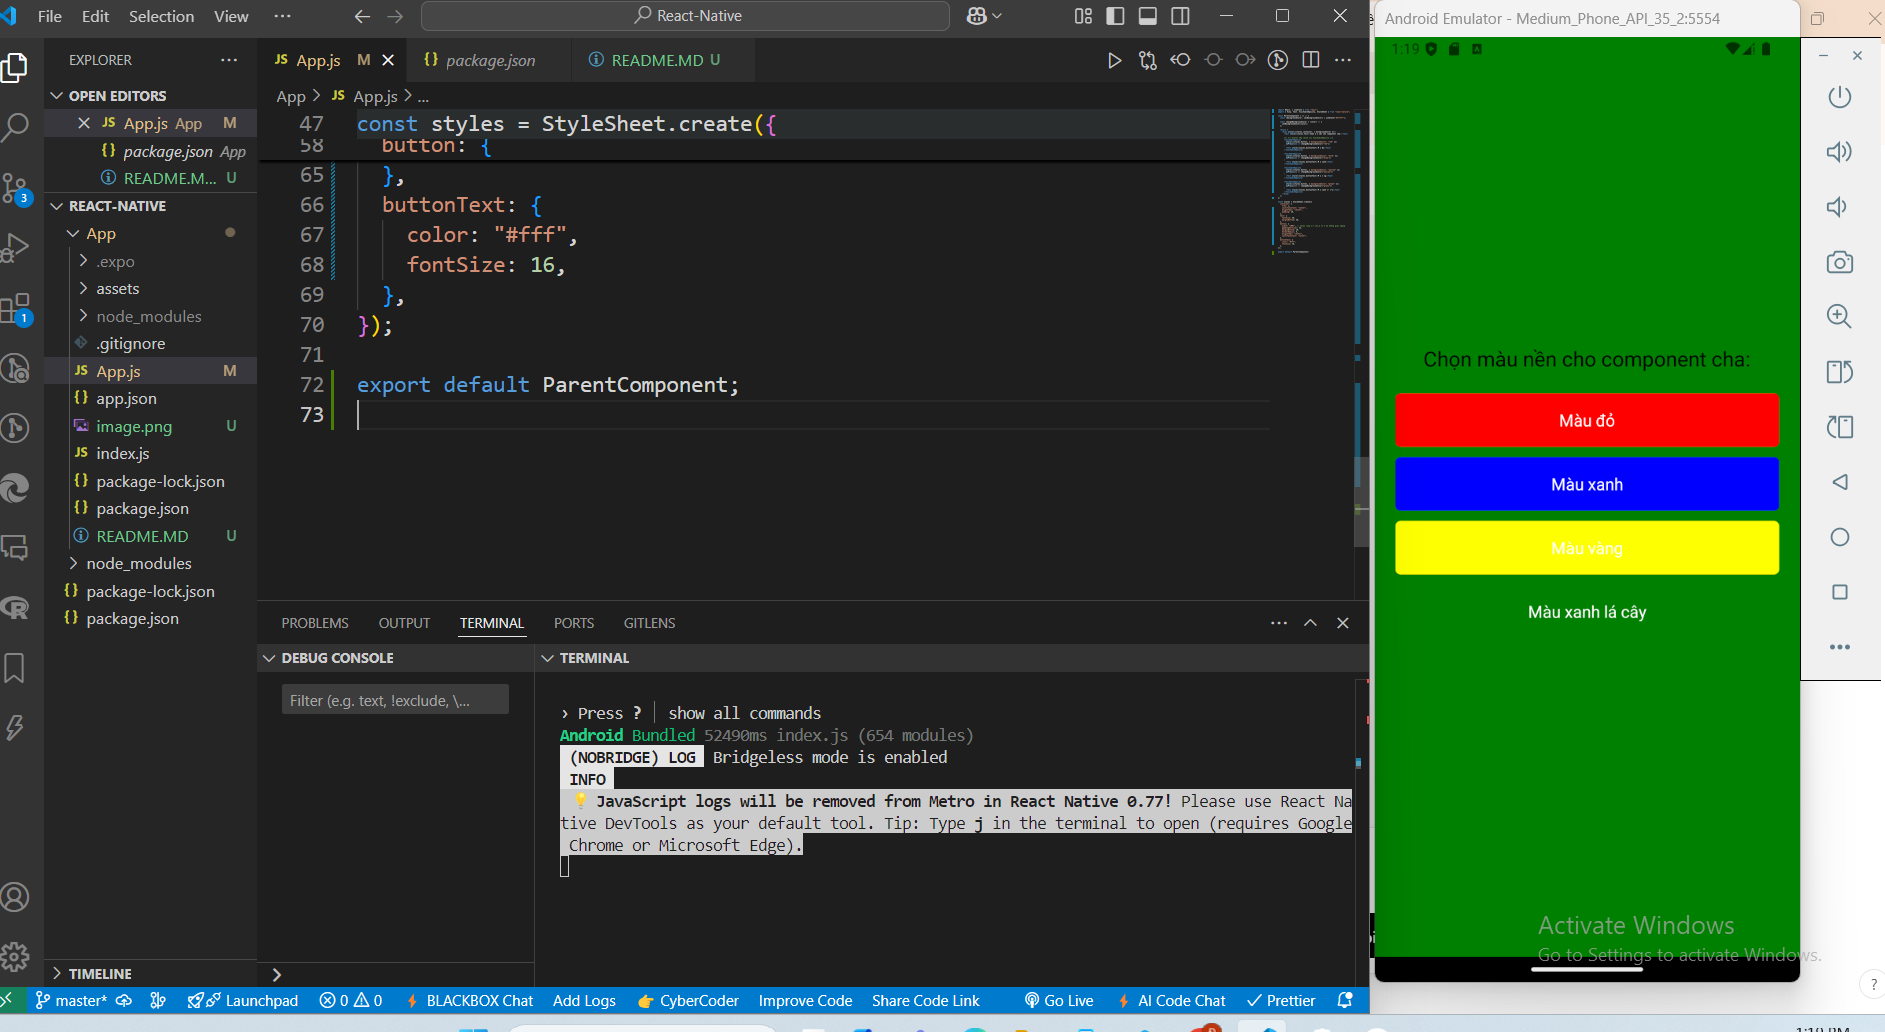 File Edit Selection View ··· React-Native
EXPLORER ···
OPEN EDITORS
JS App.js App M
{} package.json App
README.M... U
REACT-NATIVE
App
.expo
assets
node_modules
.gitignore
JS App.js M
{} app.json
image.png U
JS index.js
{} package-lock.json
{} package.json
README.MD U
node_modules
{} package-lock.json
{} package.json
TIMELINE
3
1
JS App.js M
{} package.json
README.MD U
App > JS App.js > ...
47 const styles = StyleSheet.create({
58 button: {
65 },
66 buttonText: {
67 color: "#fff",
68 fontSize: 16,
69 },
70 });
71
72 export default ParentComponent;
73
PROBLEMS OUTPUT TERMINAL PORTS GITLENS
DEBUG CONSOLE
Filter (e.g. text, !exclude, \...
TERMINAL
› Press ? │ show all commands
Android Bundled 52490ms index.js (654 modules)
(NOBRIDGE) LOG Bridgeless mode is enabled
INFO
💡 JavaScript logs will be removed from Metro in React Native 0.77! Please use React Na
tive DevTools as your default tool. Tip: Type j in the terminal to open (requires Google
Chrome or Microsoft Edge).
master* Launchpad 0 0 BLACKBOX Chat Add Logs 👉 CyberCoder Improve Code Share Code Link Go Live AI Code Chat Prettier
Android Emulator - Medium_Phone_API_35_2:5554
1:19
Chọn màu nền cho component cha:
Màu đỏ
Màu xanh
Màu vàng
Màu xanh lá cây
Activate Windows
Go to Settings to activate Windows.
?